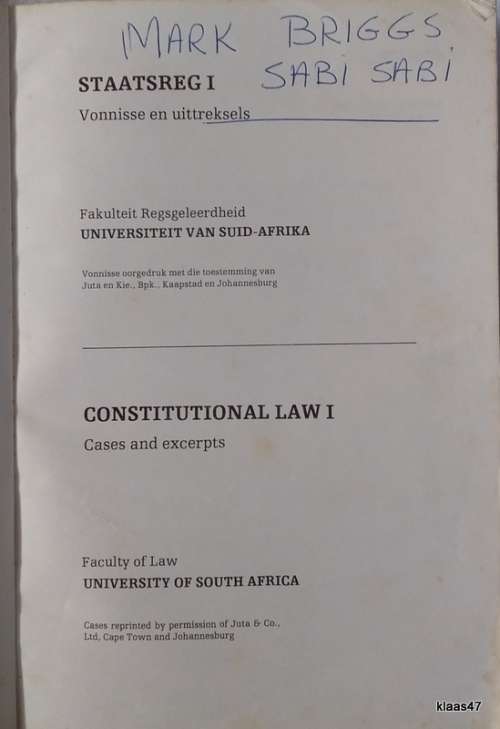 MARK BRIGGS
SABI SABI
STAATSREG I
Vonnisse en uittreksels
Fakulteit Regsgeleerdheid
UNIVERSITEIT VAN SUID-AFRIKA
Vonnisse oorgedruk met die toestemming van
Juta en Kie., Bpk., Kaapstad en Johannesburg
CONSTITUTIONAL LAW I
Cases and excerpts
Faculty of Law
UNIVERSITY OF SOUTH AFRICA
Cases reprinted by permission of Juta & Co.,
Ltd, Cape Town and Johannesburg
klaas47